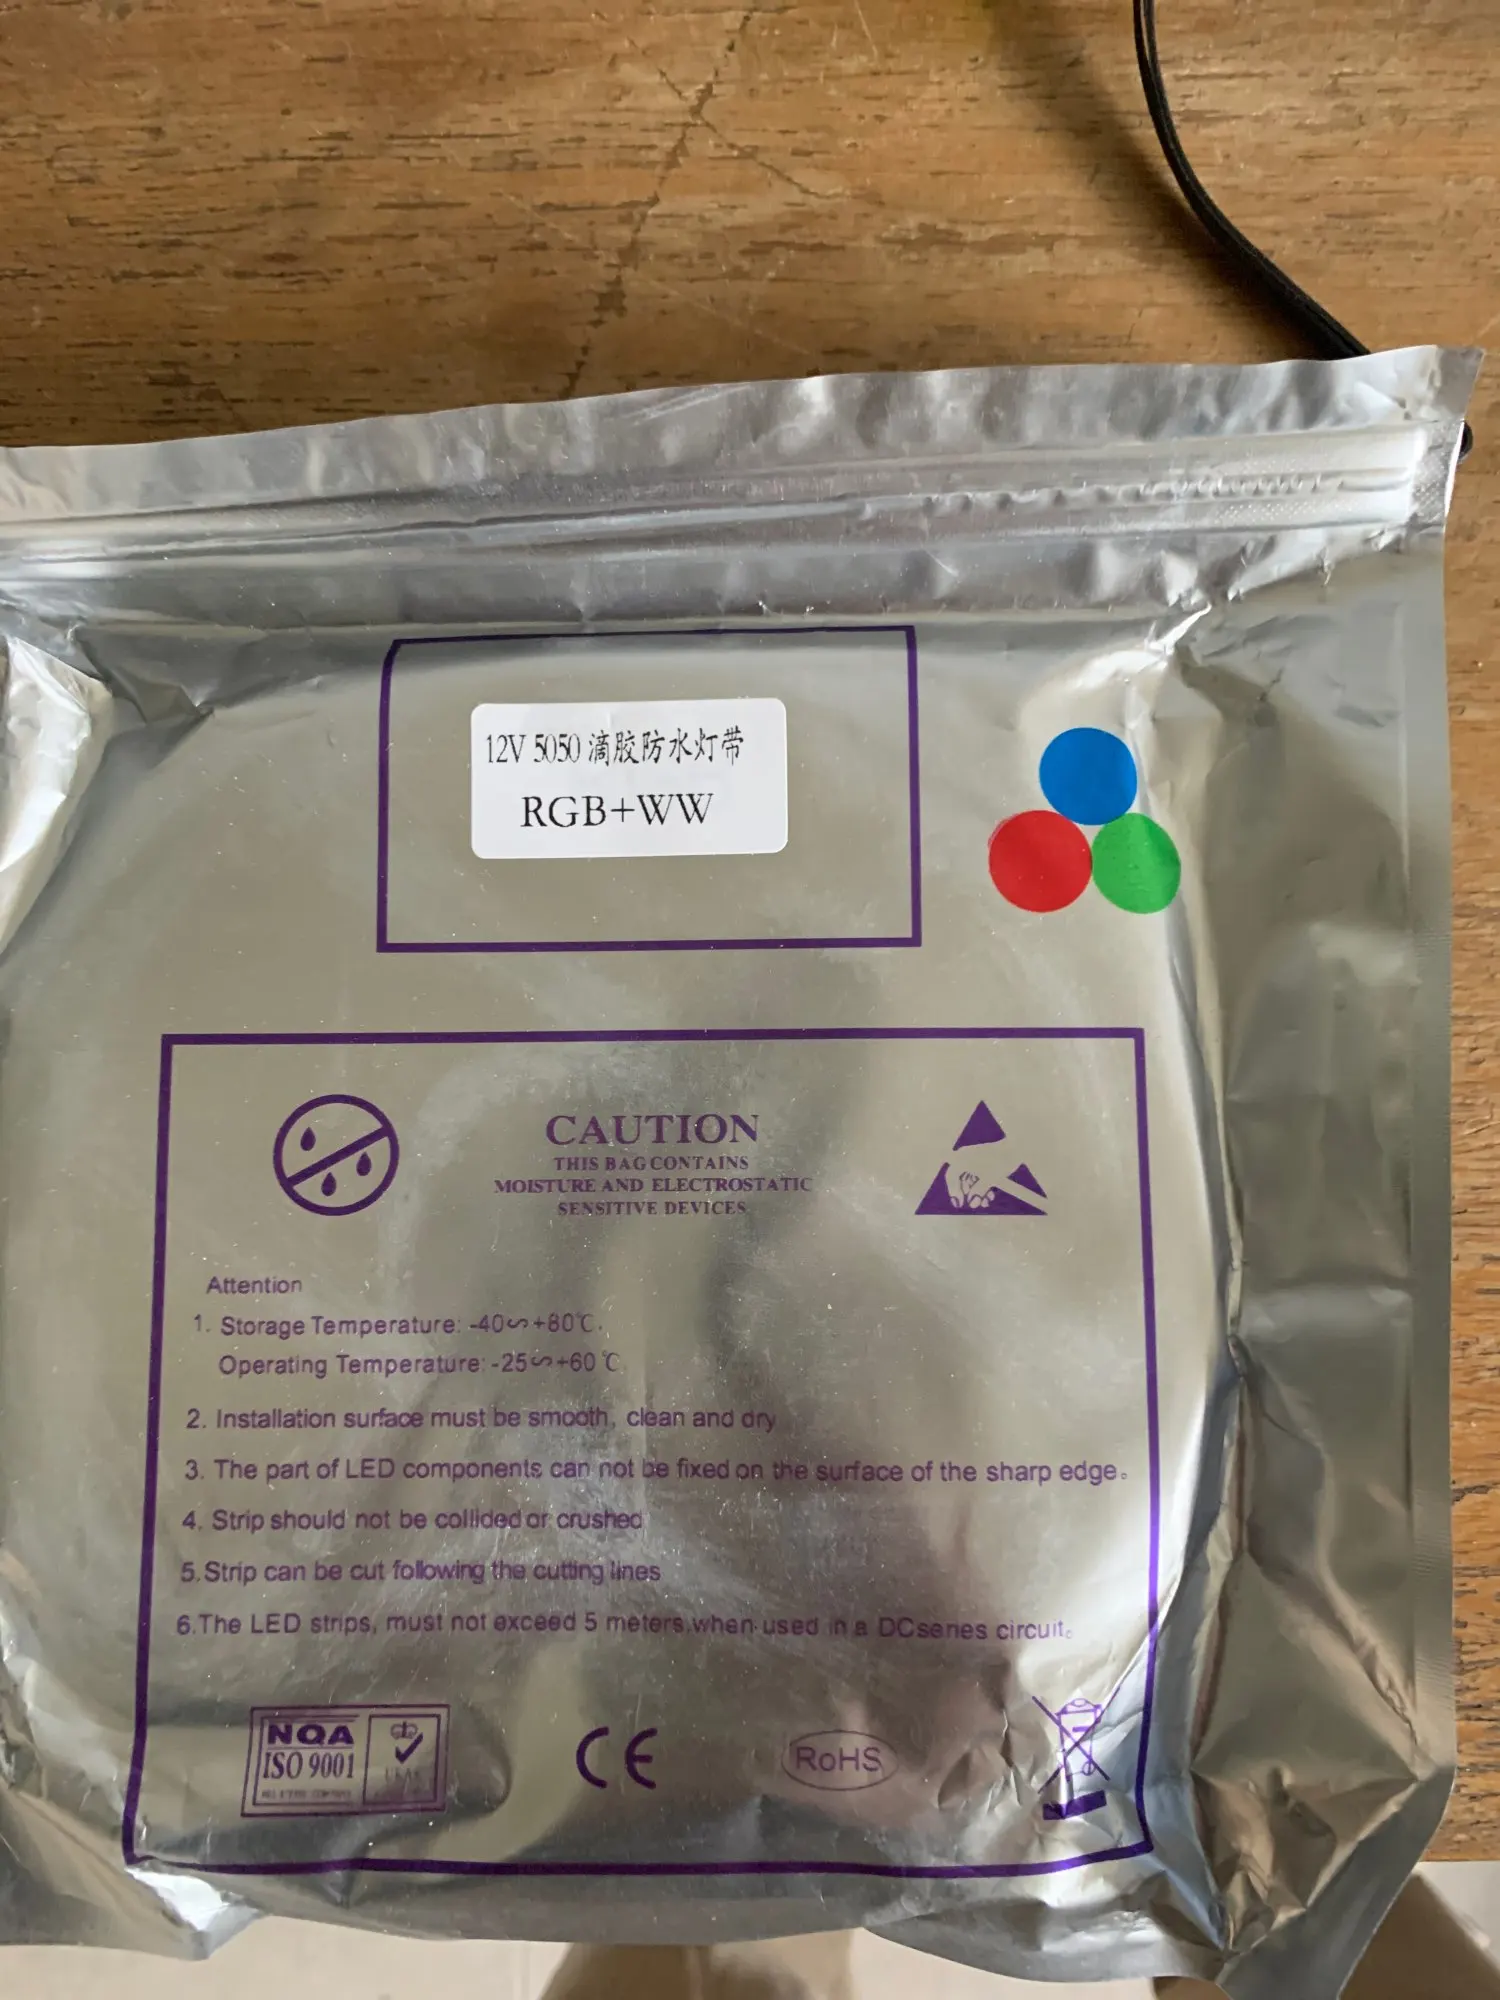 12V 5050 滴胶防水灯带
RGB+WW
CAUTION
THIS BAG CONTAINS
MOISTURE AND ELECTROSTATIC
SENSITIVE DEVICES
Attention
1. Storage Temperature: -40∽+80℃.
Operating Temperature: -25∽+60℃
2. Installation surface must be smooth, clean and dry
3. The part of LED components can not be fixed on the surface of the sharp edge。
4. Strip should not be collided or crushed
5.Strip can be cut following the cutting lines
6.The LED strips, must not exceed 5 meters.when used in a DC series circuit。
NQA
ISO 9001
UKAS
CE
RoHS